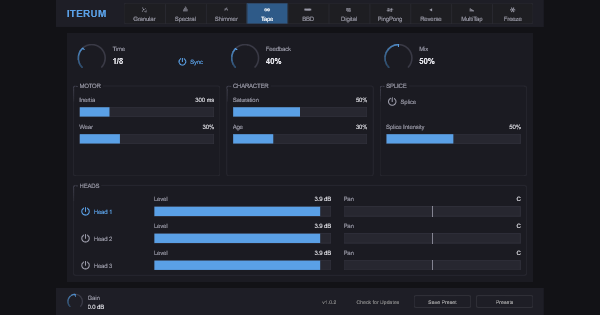 ITERUM
Granular Spectral Shimmer Tape BBD Digital PingPong Reverse MultiTap Freeze
Time
1/8
Sync
Feedback
40%
Mix
50%
MOTOR
Inertia 300 ms
Wear 30%
CHARACTER
Saturation 50%
Age 30%
SPLICE
Splice
Splice Intensity 50%
HEADS
Level 3.9 dB Pan C
Head 1
Level 3.9 dB Pan C
Head 2
Level 3.9 dB Pan C
Head 3
Gain
0.0 dB
v1.0.2 Check for Updates Save Preset Presets